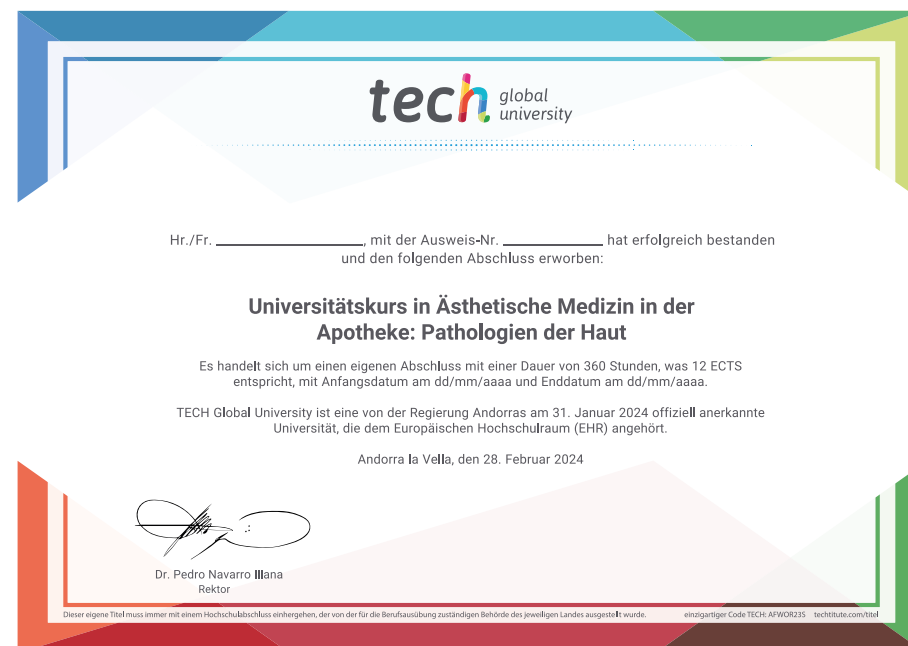 tech global
university
Hr./Fr. ______________________, mit der Ausweis-Nr. _______________ hat erfolgreich bestanden
und den folgenden Abschluss erworben:
Universitätskurs in Ästhetische Medizin in der
Apotheke: Pathologien der Haut
Es handelt sich um einen eigenen Abschluss mit einer Dauer von 360 Stunden, was 12 ECTS
entspricht, mit Anfangsdatum am dd/mm/aaaa und Enddatum am dd/mm/aaaa.
TECH Global University ist eine von der Regierung Andorras am 31. Januar 2024 offiziell anerkannte
Universität, die dem Europäischen Hochschulraum (EHR) angehört.
Andorra la Vella, den 28. Februar 2024
Dr. Pedro Navarro Illana
Rektor
Dieser eigene Titel muss immer mit einem Hochschulabschluss einhergehen, der von der für die Berufsausübung zuständigen Behörde des jeweiligen Landes ausgestellt wurde. einzigartiger Code TECH: AFWOR23S techtitute.com/titel